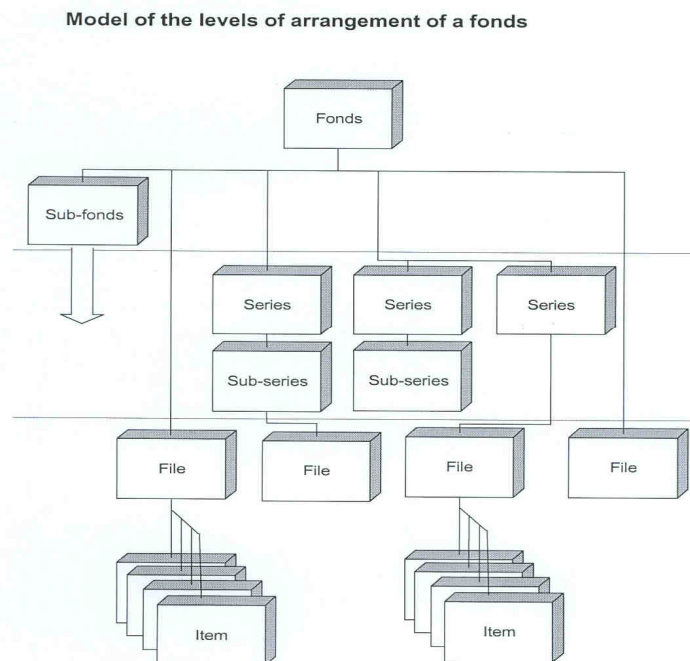 Model of the levels of arrangement of a fonds
Fonds
Sub-fonds
Series
Series
Series
Sub-series
Sub-series
File
File
File
File
Item
Item